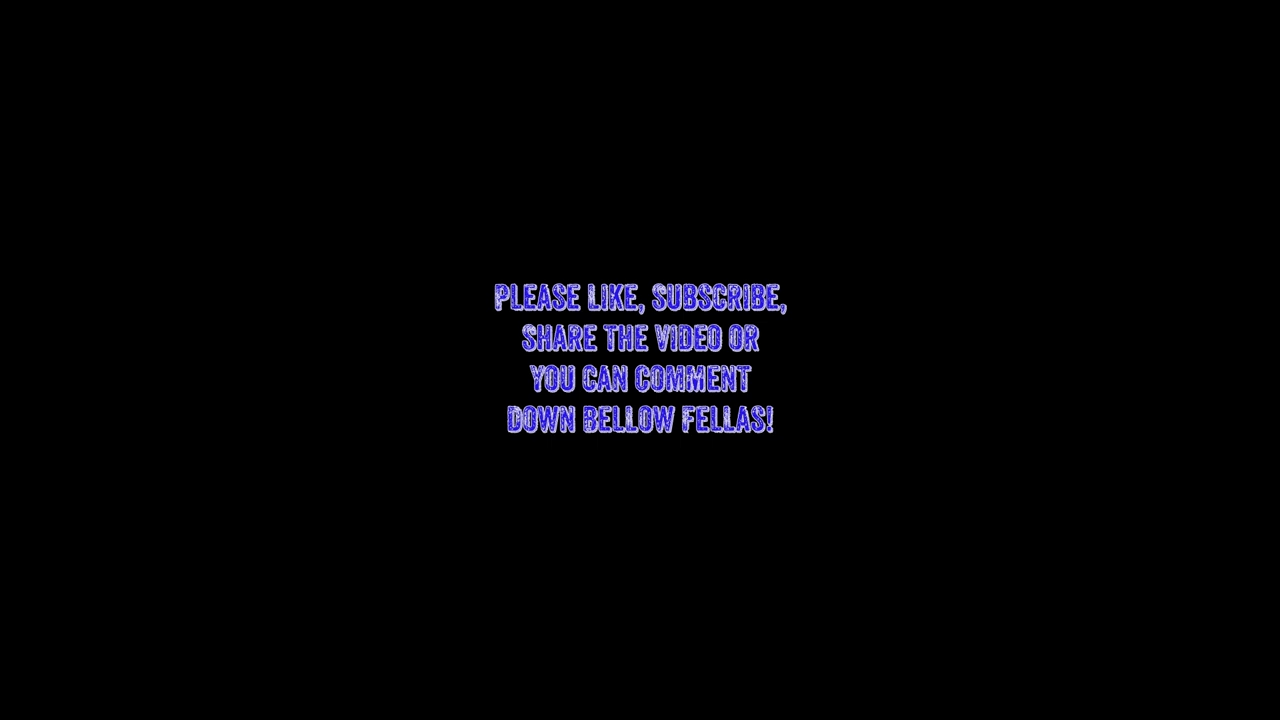 PLEASE LIKE, SUBSCRIBE,
SHARE THE VIDEO OR
YOU CAN COMMENT
DOWN BELLOW FELLAS!